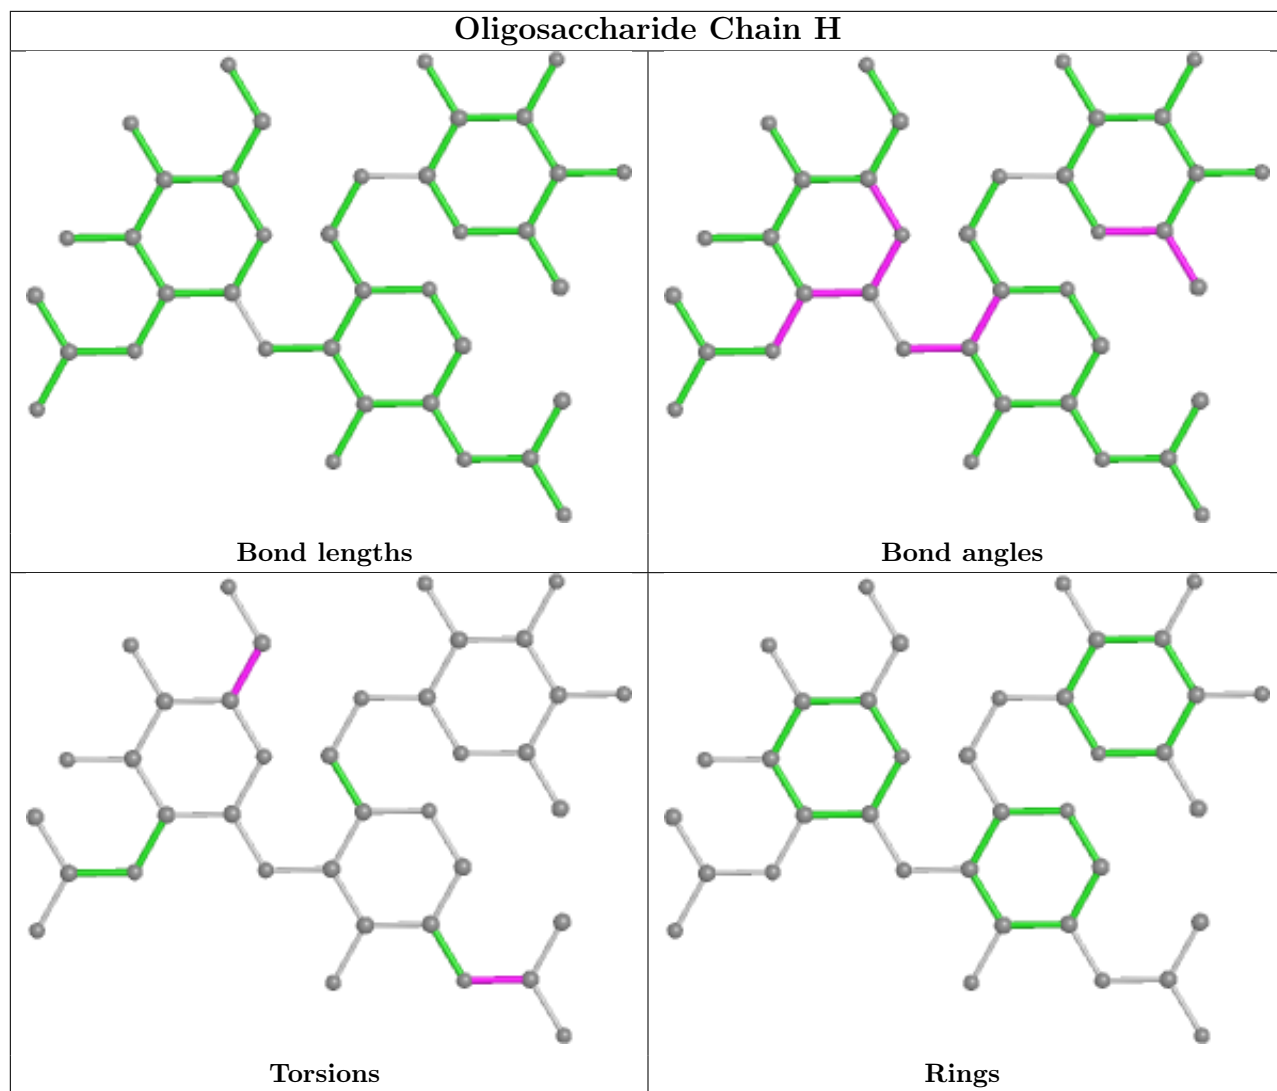 Oligosaccharide Chain H
Bond lengths
Bond angles
Torsions
Rings